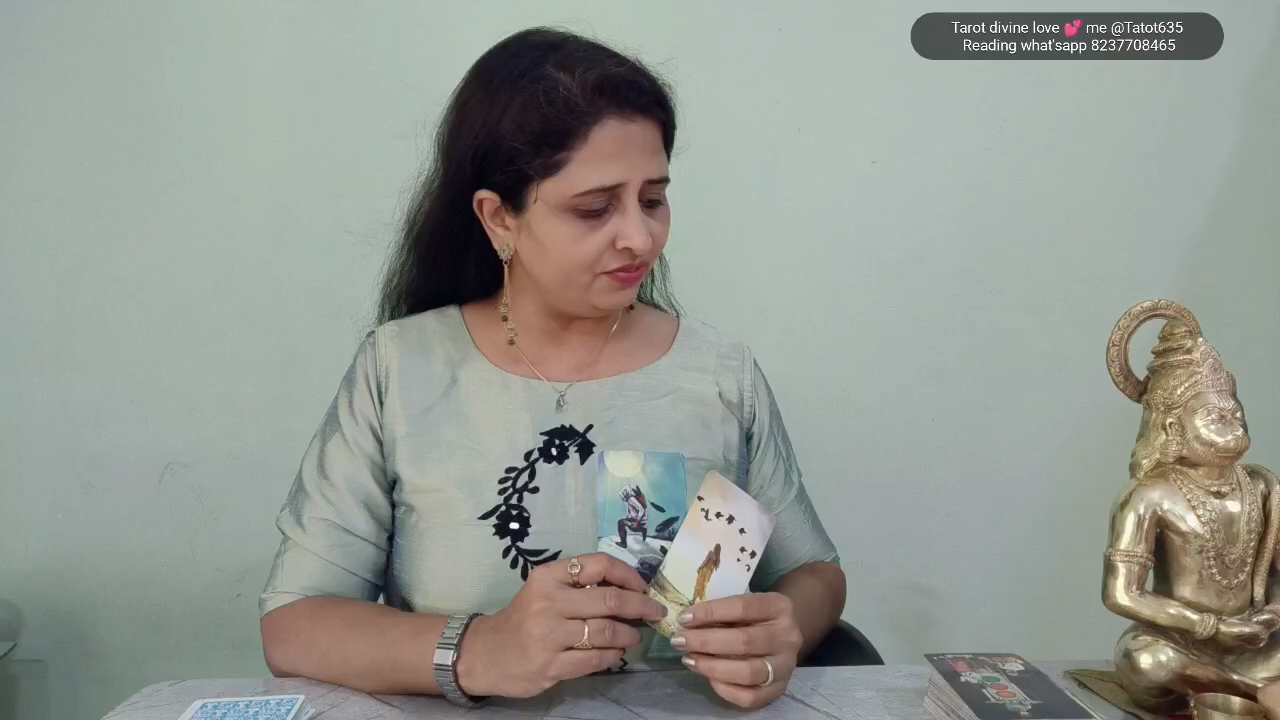 Tarot divine love 💕 me @Tatot635
Reading what'sapp 8237708465